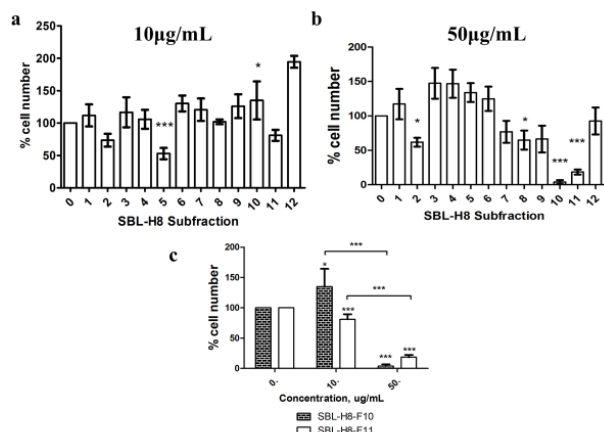 a
10µg/mL
% cell number
200
150
100
50
0
***
*
0 1 2 3 4 5 6 7 8 9 10 11 12
SBL-H8 Subfraction
b
50µg/mL
% cell number
200
150
100
50
0
*
*
***
***
0 1 2 3 4 5 6 7 8 9 10 11 12
SBL-H8 Subfraction
c
% cell number
200
150
100
50
0
***
***
*
***
***
***
0. 10. 50.
Concentration, ug/mL
SBL-H8-F10
SBL-H8-F11